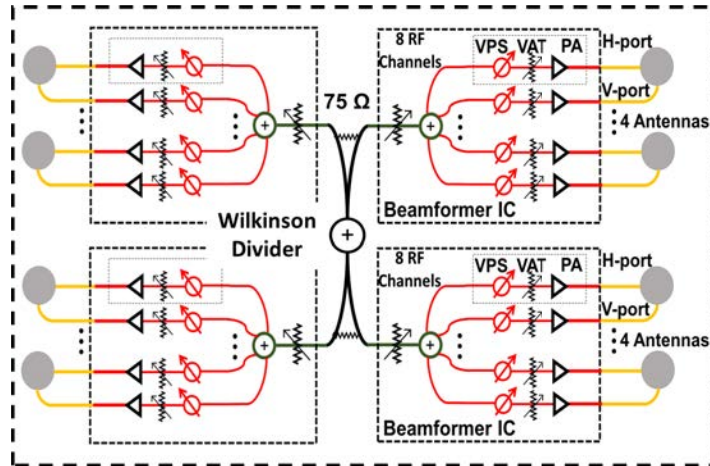 8 RF
Channels
VPS VAT PA
H-port
V-port
4 Antennas
75 Ω
+
+
Beamformer IC
Wilkinson
Divider
+
8 RF
Channels
VPS VAT PA
H-port
V-port
4 Antennas
+
+
Beamformer IC